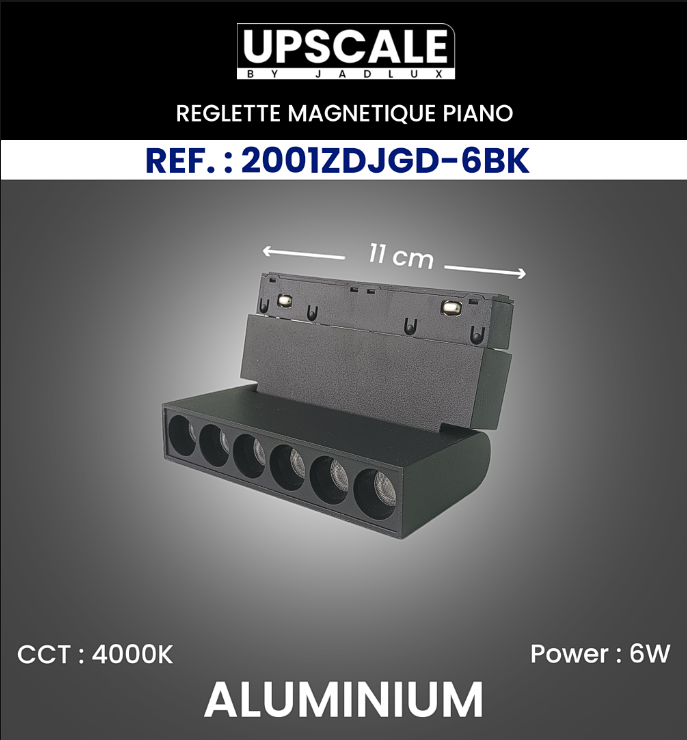 UPSCALE
BY JADLUX
REGLETTE MAGNETIQUE PIANO
REF. : 2001ZDJGD-6BK
11 cm
CCT : 4000K
Power : 6W
ALUMINIUM